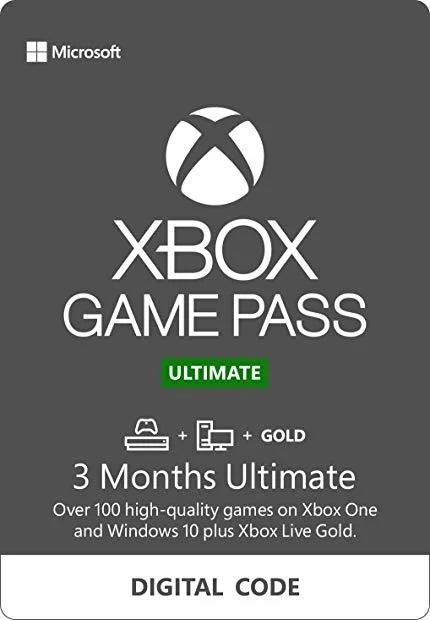 Microsoft
XBOX
GAME PASS
ULTIMATE
+ + GOLD
3 Months Ultimate
Over 100 high-quality games on Xbox One
and Windows 10 plus Xbox Live Gold.
DIGITAL CODE